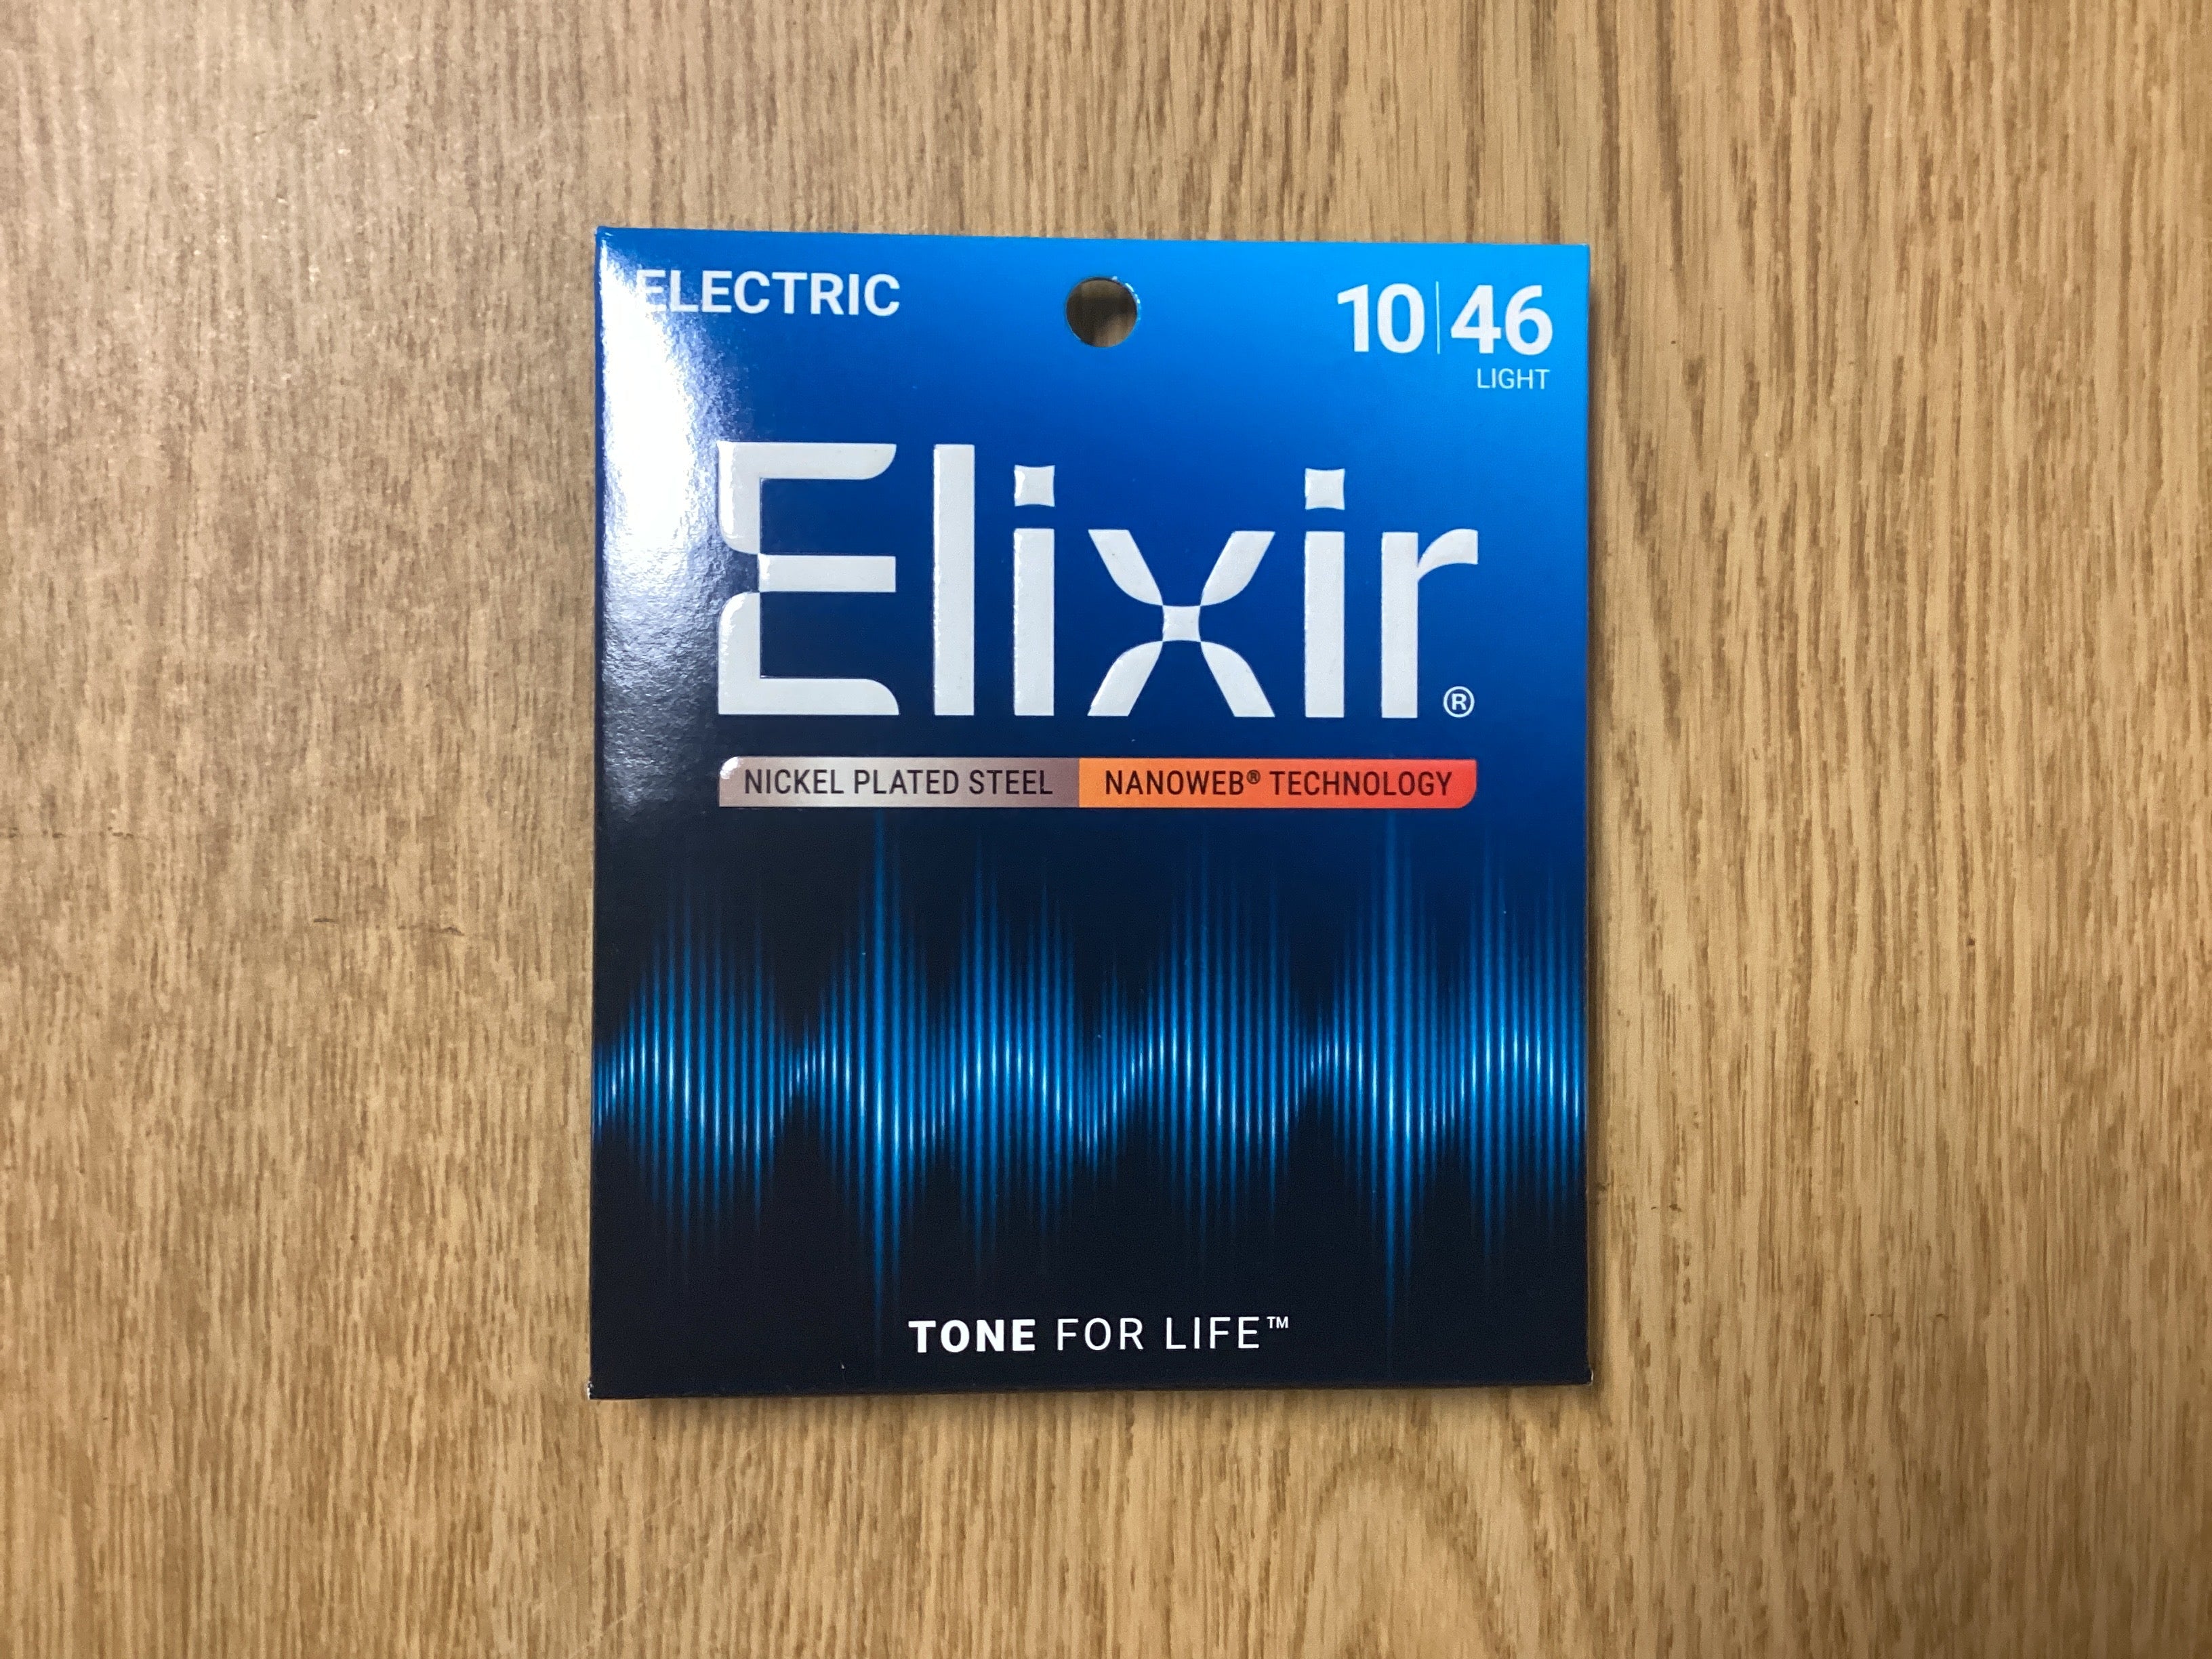 ELECTRIC
10|46
LIGHT
Elixir®
NICKEL PLATED STEEL NANOWEB® TECHNOLOGY
TONE FOR LIFE™